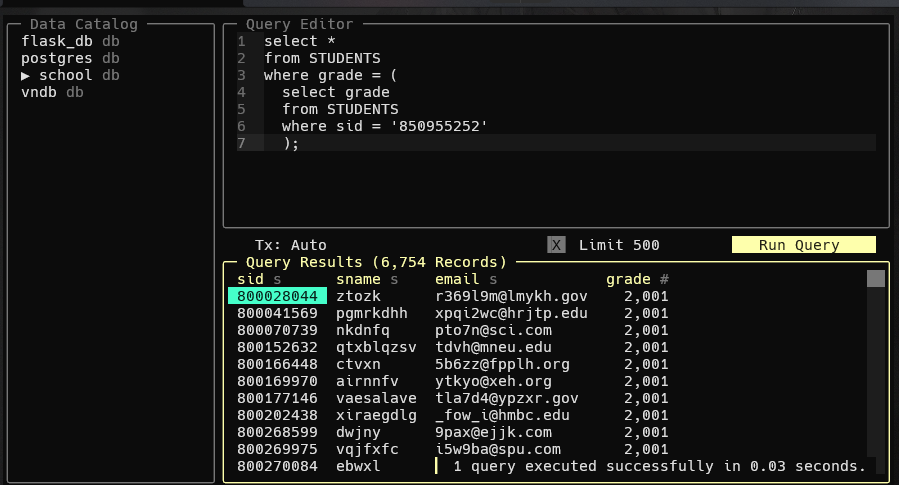 Data Catalog
flask_db db
postgres db
▶ school db
vndb db
Query Editor
1 select *
2 from STUDENTS
3 where grade = (
4   select grade
5   from STUDENTS
6   where sid = '850955252'
7   );
Tx: Auto
X Limit 500
Run Query
Query Results (6,754 Records)
sid s sname s email s grade #
800028044 ztozk r369l9m@lmykh.gov 2,001
800041569 pgmrkdhh xpqi2wc@hrjtp.edu 2,001
800070739 nkdnfq pto7n@sci.com 2,001
800152632 qtxblqzsv tdvh@mneu.edu 2,001
800166448 ctvxn 5b6zz@fpplh.org 2,001
800169970 airnnfv ytkyo@xeh.org 2,001
800177146 vaesalave tla7d4@ypzxr.gov 2,001
800202438 xiraegdlg _fow_i@hmbc.edu 2,001
800268599 dwjny 9pax@ejjk.com 2,001
800269975 vqjfxfc i5w9ba@spu.com 2,001
800270084 ebwxl 1 query executed successfully in 0.03 seconds.